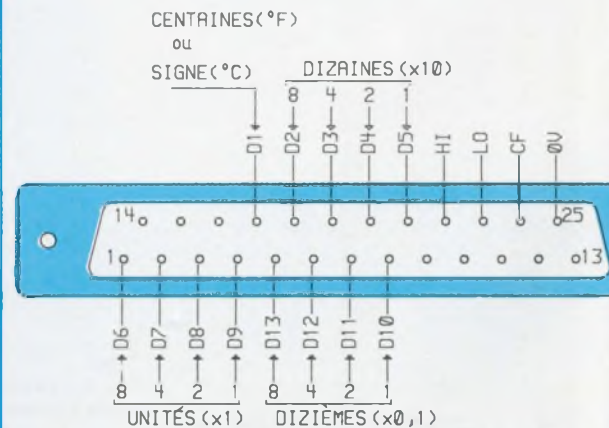 CENTAINES(°F)
ou
SIGNE(°C)
DIZAINES(x10)
8 4 2 1
D1 D2 D3 D4 D5 HI LO CF 0V
14 25
1 13
D6 D7 D8 D9 D13 D12 D11 D10
8 4 2 1 8 4 2 1
UNITÉS(x1) DIZIÈMES(x0,1)